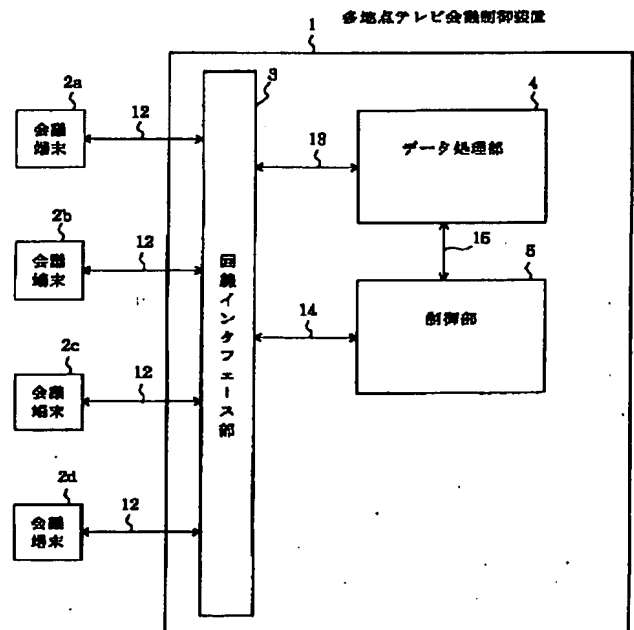 多地点テレビ会議制御装置
1
3
2a
会議
端末
12
4
データ処理部
13
2b
会議
端末
12
15
回線インタフェース部
5
制御部
14
2c
会議
端末
12
2d
会議
端末
12